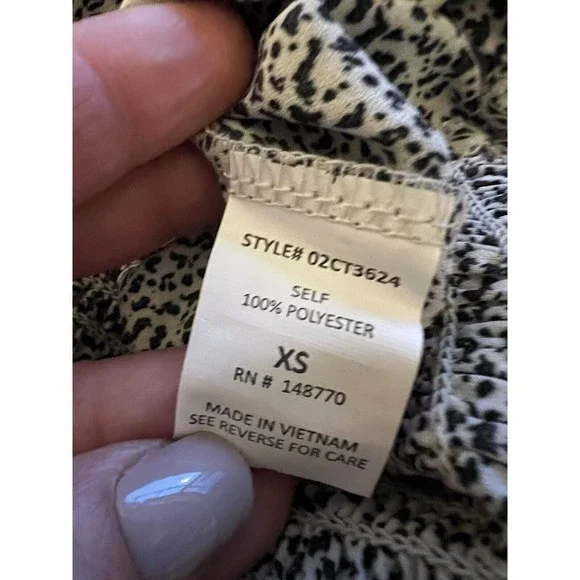 STYLE# 02CT3624
SELF
100% POLYESTER
XS
RN # 148770
MADE IN VIETNAM
SEE REVERSE FOR CARE